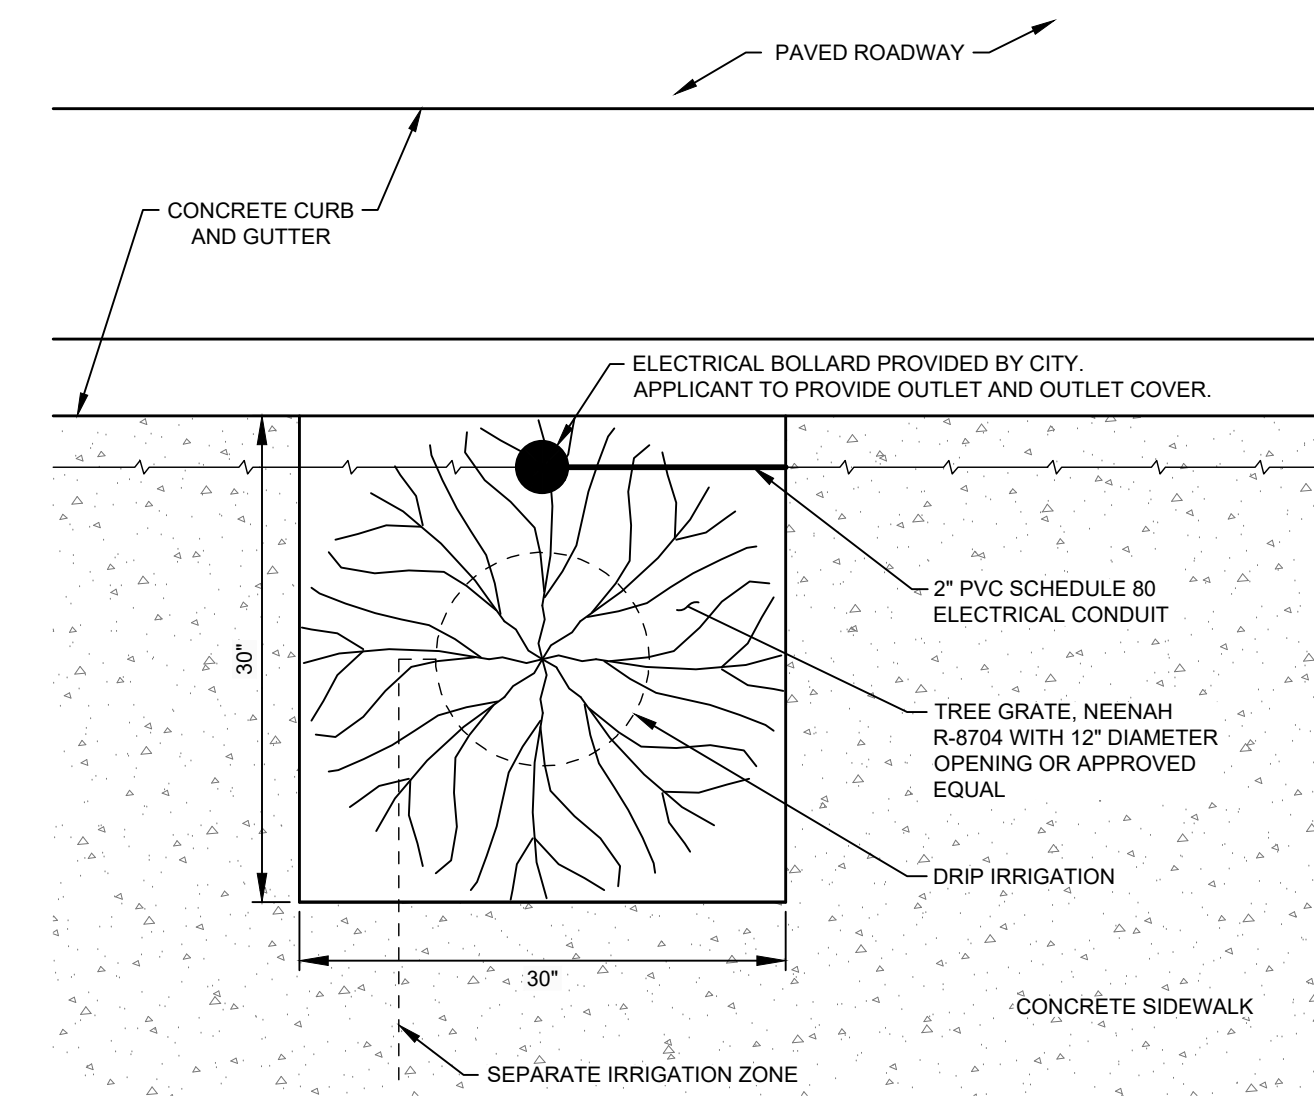 PAVED ROADWAY
CONCRETE CURB
AND GUTTER
ELECTRICAL BOLLARD PROVIDED BY CITY.
APPLICANT TO PROVIDE OUTLET AND OUTLET COVER.
2" PVC SCHEDULE 80
ELECTRICAL CONDUIT
30"
TREE GRATE, NEENAH
R-8704 WITH 12" DIAMETER
OPENING OR APPROVED
EQUAL
DRIP IRRIGATION
30"
CONCRETE SIDEWALK
SEPARATE IRRIGATION ZONE